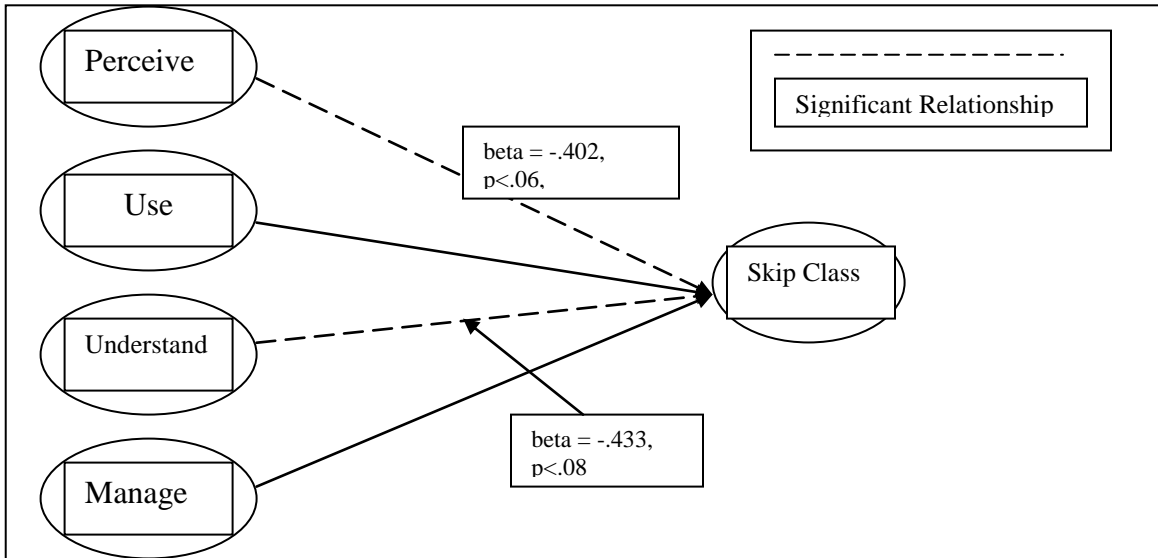 Perceive
Significant Relationship
beta = -.402,
p<.06,
Use
Skip Class
Understand
beta = -.433,
p<.08
Manage